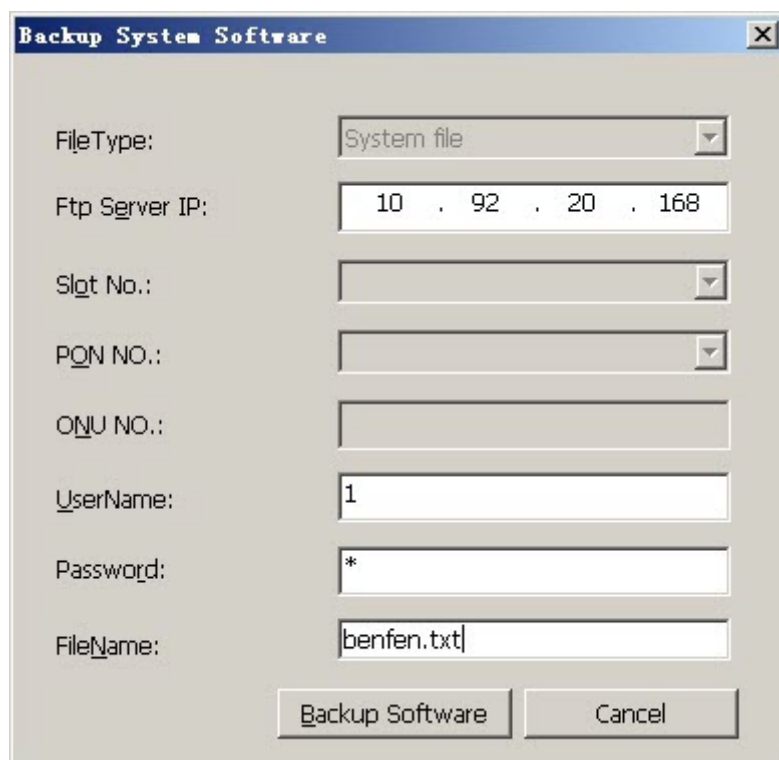 Backup System Software
FileType: System file
Ftp Server IP: 10 . 92 . 20 . 168
Slot No.:
PON NO.:
ONU NO.:
UserName: 1
Password: *
FileName: benfen.txt
Backup Software Cancel